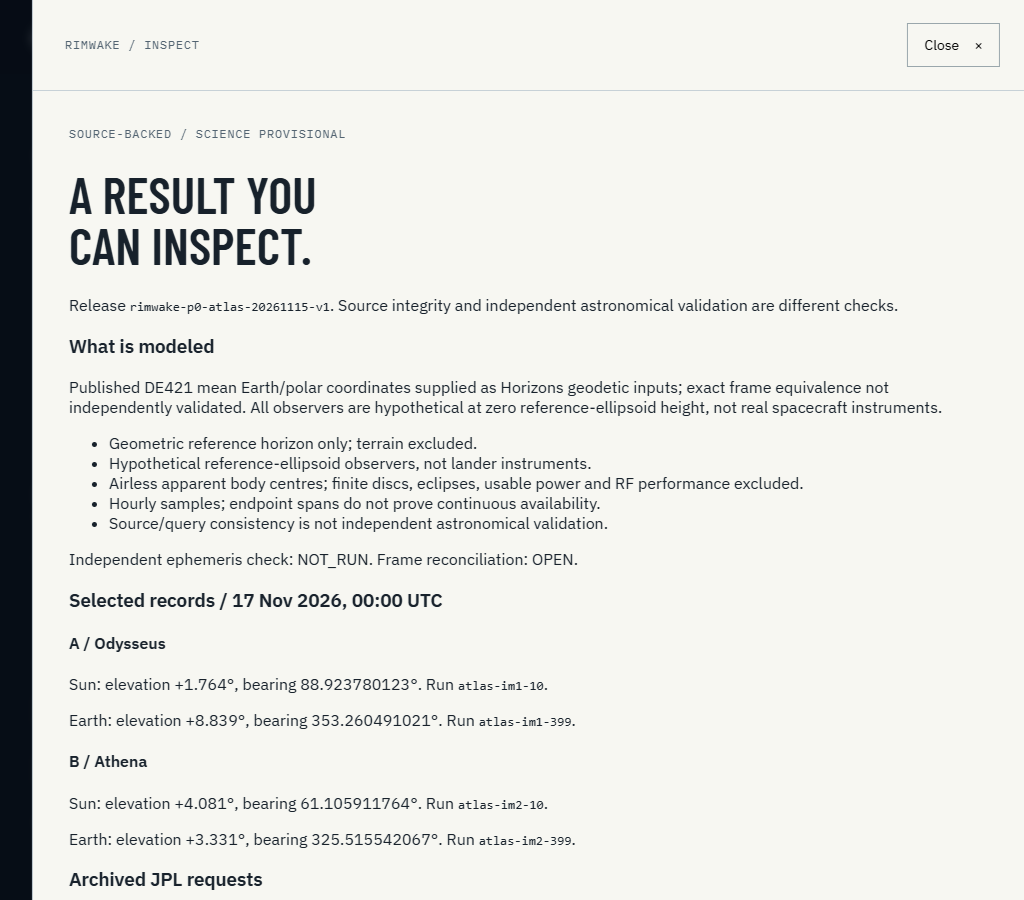 RIMWAKE / INSPECT
Close ×
SOURCE-BACKED / SCIENCE PROVISIONAL
A RESULT YOU
CAN INSPECT.
Release rimwake-p0-atlas-20261115-v1. Source integrity and independent astronomical validation are different checks.
What is modeled
Published DE421 mean Earth/polar coordinates supplied as Horizons geodetic inputs; exact frame equivalence not
independently validated. All observers are hypothetical at zero reference-ellipsoid height, not real spacecraft instruments.
• Geometric reference horizon only; terrain excluded.
• Hypothetical reference-ellipsoid observers, not lander instruments.
• Airless apparent body centres; finite discs, eclipses, usable power and RF performance excluded.
• Hourly samples; endpoint spans do not prove continuous availability.
• Source/query consistency is not independent astronomical validation.
Independent ephemeris check: NOT_RUN. Frame reconciliation: OPEN.
Selected records / 17 Nov 2026, 00:00 UTC
A / Odysseus
Sun: elevation +1.764°, bearing 88.923780123°. Run atlas-im1-10.
Earth: elevation +8.839°, bearing 353.260491021°. Run atlas-im1-399.
B / Athena
Sun: elevation +4.081°, bearing 61.105911764°. Run atlas-im2-10.
Earth: elevation +3.331°, bearing 325.515542067°. Run atlas-im2-399.
Archived JPL requests